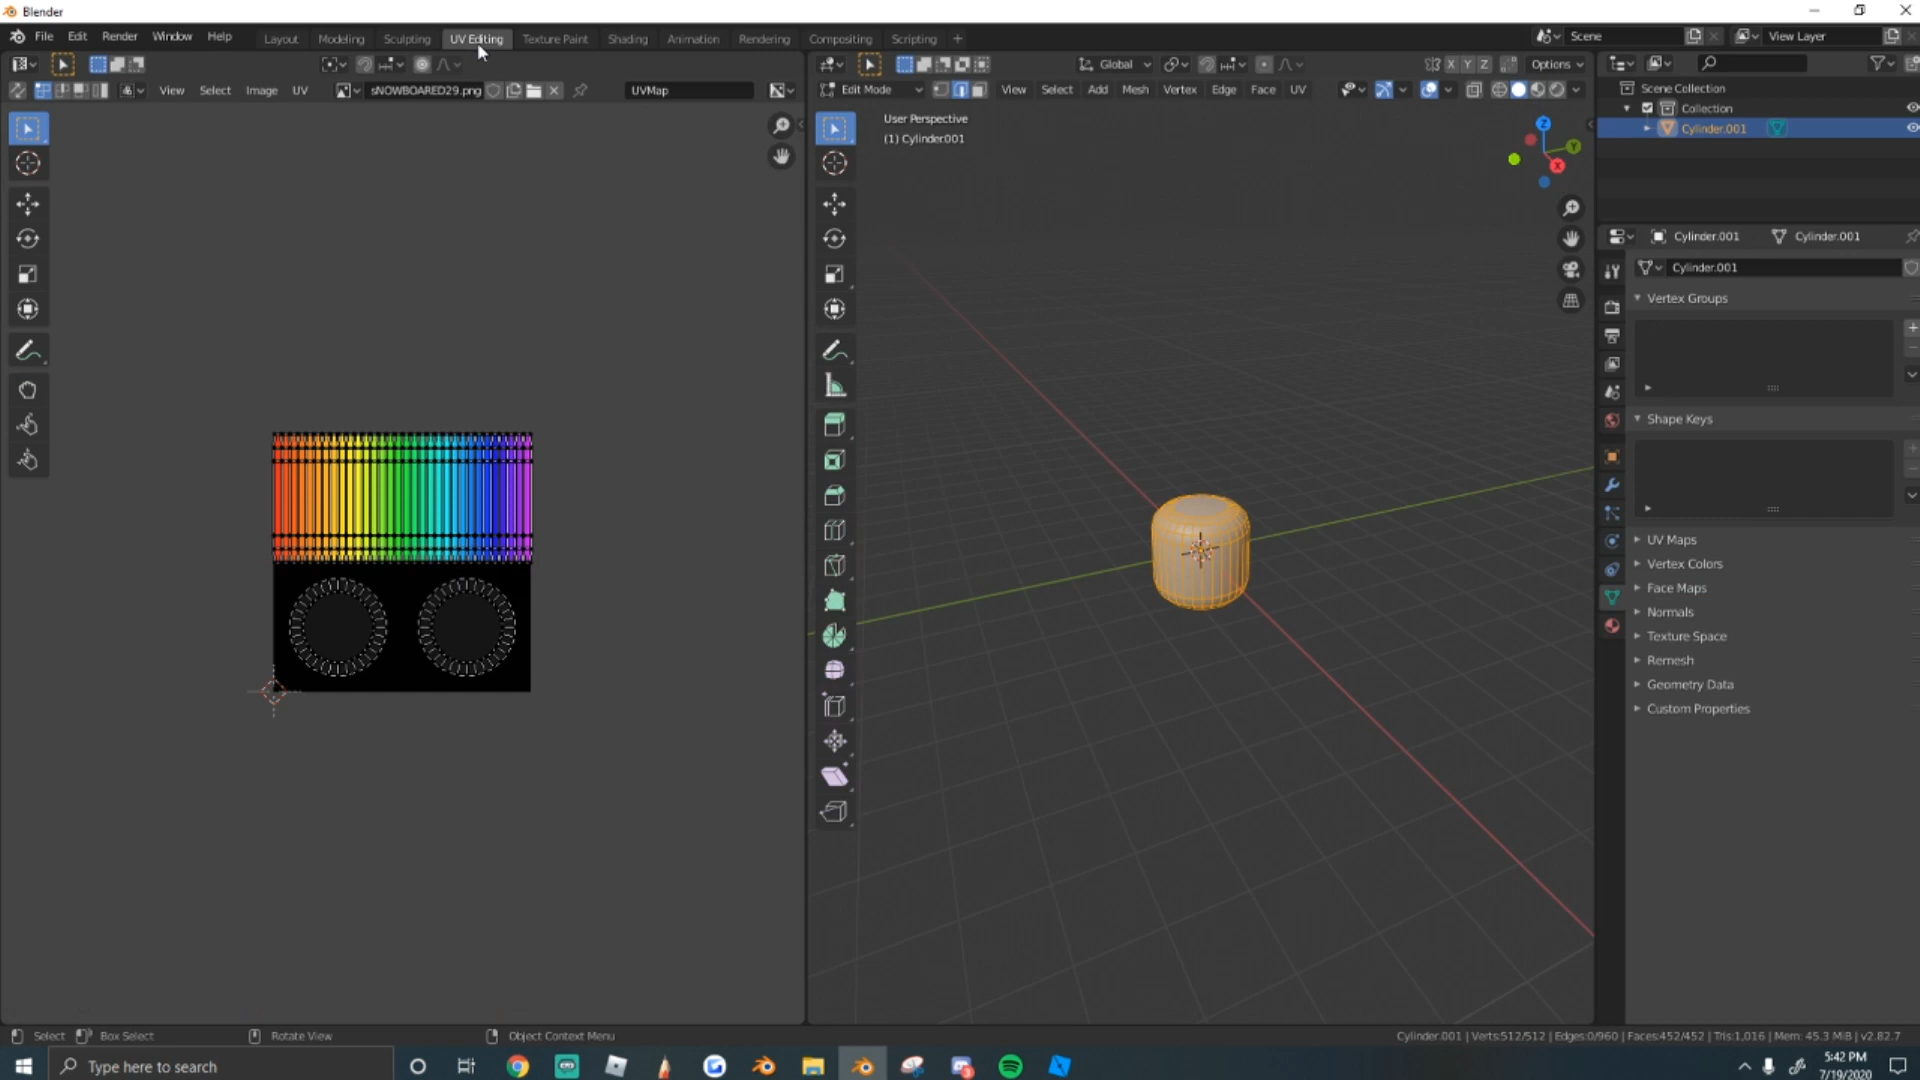 Blender
File Edit Render Window Help
Layout Modeling Sculpting UV Editing Texture Paint Shading Animation Rendering Compositing Scripting +
Scene
View Layer
Global
X Y Z
Options
View Select Image UV
sNOWBOARED29.png
UVMap
Edit Mode
View Select Add Mesh Vertex Edge Face UV
User Perspective
(1) Cylinder.001
Z
Y
X
Scene Collection
Collection
Cylinder.001
Cylinder.001
Cylinder.001
Cylinder.001
Vertex Groups
Shape Keys
UV Maps
Vertex Colors
Face Maps
Normals
Texture Space
Remesh
Geometry Data
Custom Properties
Select
Box Select
Rotate View
Object Context Menu
Cylinder.001 | Verts:512/512 | Edges:0/960 | Faces:452/452 | Tris:1,016 | Mem: 45.3 MiB | v2.82.7
Type here to search
5:42 PM
7/19/2020